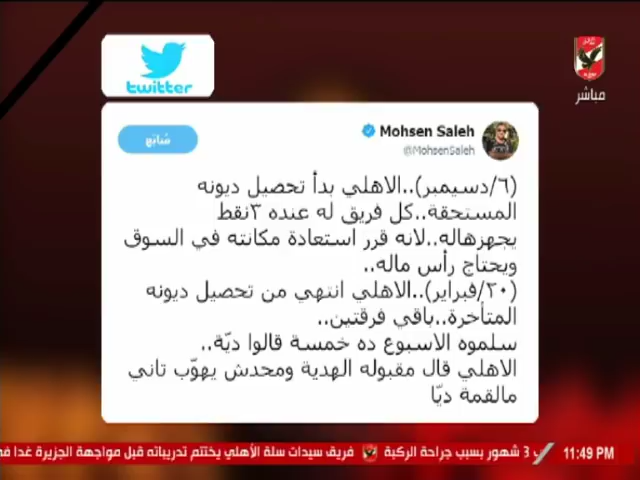 twitter
مباشر
Mohsen Saleh
@MohsenSaleh
مُتابَع
(٦/دسيمبر)..الاهلي بدأ تحصيل ديونه
المستحقة..كل فريق له عنده ٣نقط
يجهزهاله..لانه قرر استعادة مكانته في السوق
ويحتاج رأس ماله..
(٢٠/فبراير)..الاهلي انتهي من تحصيل ديونه
المتأخرة..باقي فرقتين..
سلموه الاسبوع ده خمسة قالوا ديّة..
الاهلي قال مقبوله الهدية ومحدش يهوّب تاني
مالقمة ديّا
3 شهور بسبب جراحة الركبة فريق سيدات سلة الأهلي يختتم تدريباته قبل مواجهة الجزيرة غدا
11:49 PM